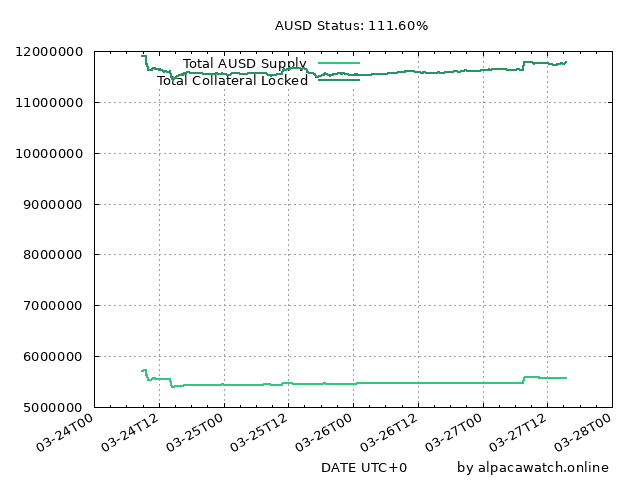 AUSD Status: 111.60%
12000000
11000000
10000000
9000000
8000000
7000000
6000000
5000000
Total AUSD Supply
Total Collateral Locked
03-24T00
03-24T12
03-25T00
03-25T12
03-26T00
03-26T12
03-27T00
03-27T12
03-28T00
DATE UTC+0
by alpacawatch.online